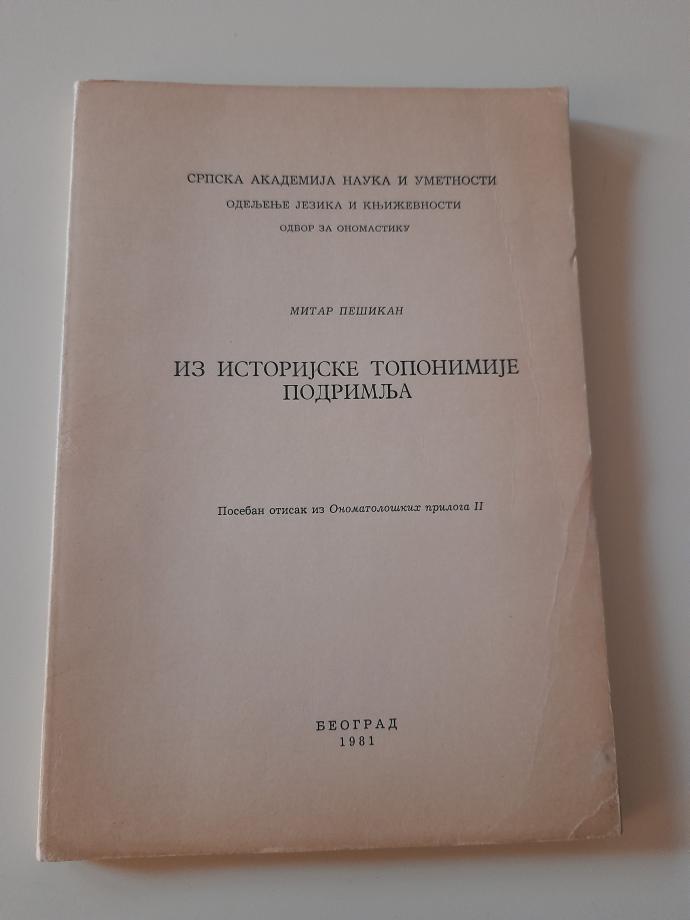 СРПСКА АКАДЕМИЈА НАУКА И УМЕТНОСТИ
ОДЕЉЕЊЕ ЈЕЗИКА И КЊИЖЕВНОСТИ
ОДБОР ЗА ОНОМАСТИКУ
МИТАР ПЕШИКАН
ИЗ ИСТОРИЈСКЕ ТОПОНИМИЈЕ
ПОДРИМЉА
Посебан отисак из Ономатолошких прилога II
БЕОГРАД
1981